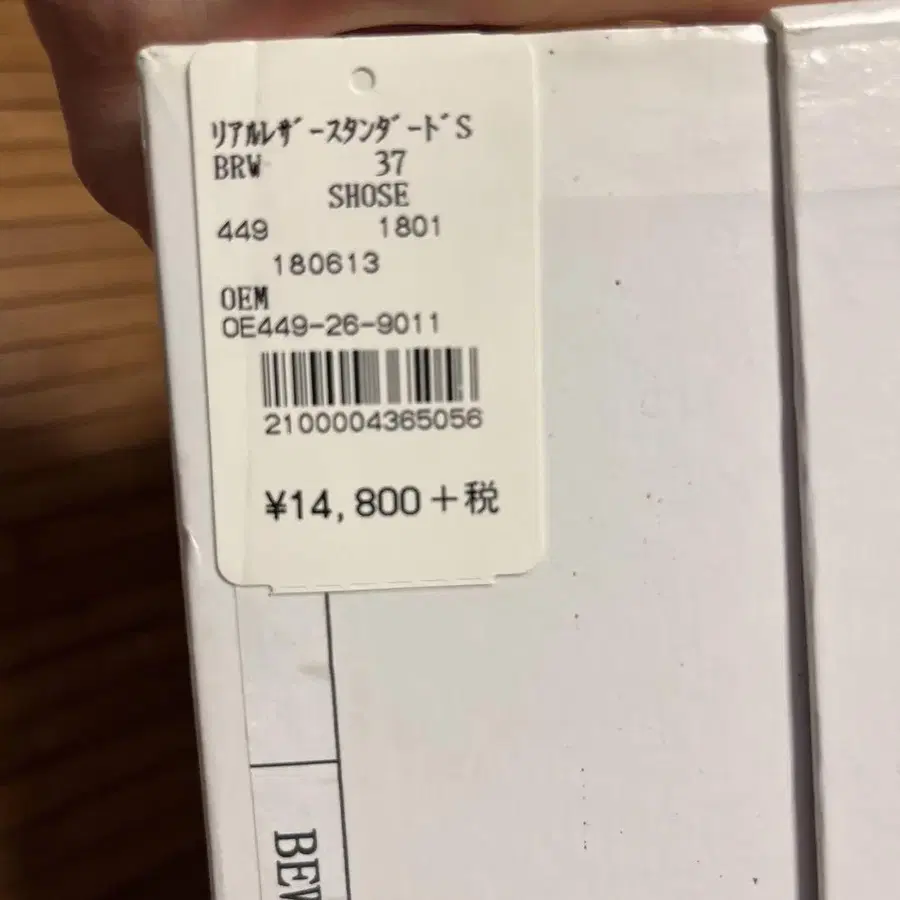 ﾘｱﾙﾚｻﾞｰｽﾀﾝﾀﾞｰﾄﾞS
BRW 37
SHOSE
449 1801
180613
OEM
OE449-26-9011
2100004365056
¥14,800＋税